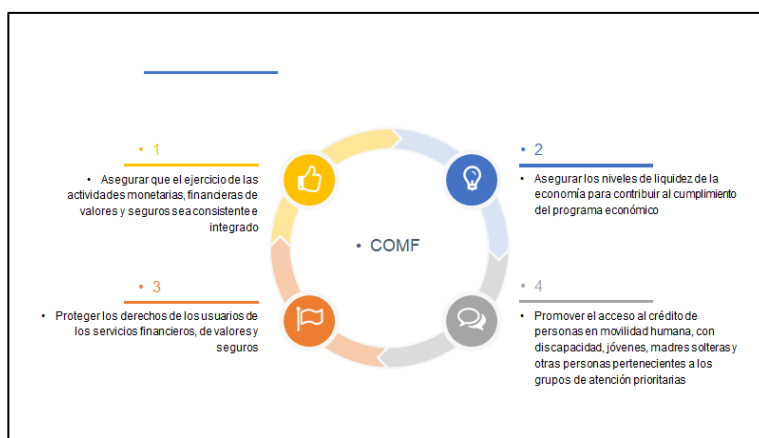 • 1
• Asegurar que el ejercicio de las
actividades monetarias, financieras de
valores y seguros sea consistente e
integrado
• 2
• Asegurar los niveles de liquidez de la
economía para contribuir al cumplimiento
del programa económico
• COMF
• 3
• Proteger los derechos de los usuarios de
los servicios financieros, de valores y
seguros
• 4
• Promover el acceso al crédito de
personas en movilidad humana, con
discapacidad, jóvenes, madres solteras y
otras personas pertenecientes a los
grupos de atención prioritarias